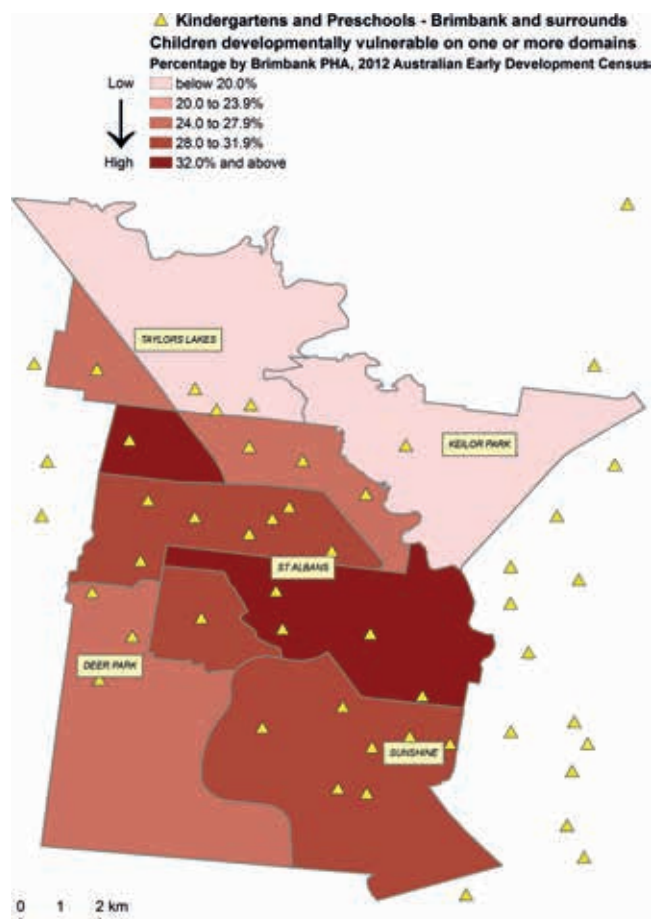 Kindergartens and Preschools - Brimbank and surrounds
Children developmentally vulnerable on one or more domains
Percentage by Brimbank PHA, 2012 Australian Early Development Census
Low
below 20.0%
20.0 to 23.9%
24.0 to 27.9%
28.0 to 31.9%
High
32.0% and above
TAYLORS LAKES
KEILOR PARK
ST ALBANS
DEER PARK
SUNSHINE
0 1 2 km